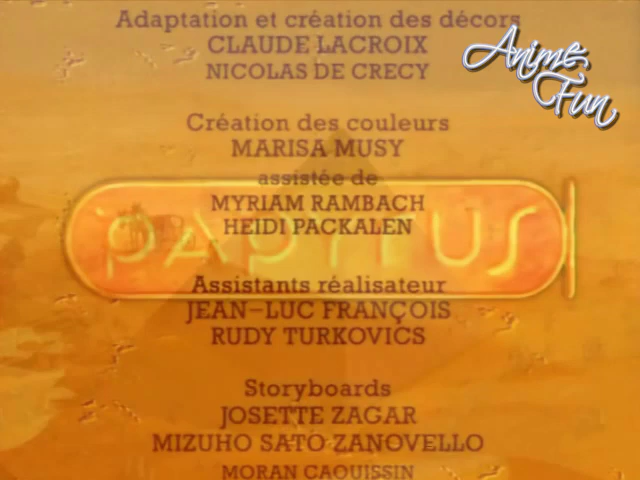 Adaptation et création des décors
CLAUDE LACROIX
NICOLAS DE CRECY
Anime
Fun
Création des couleurs
MARISA MUSY
assistée de
MYRIAM RAMBACH
HEIDI PACKALEN
PAPYRUS
Assistants réalisateur
JEAN-LUC FRANÇOIS
RUDY TURKOVICS
Storyboards
JOSETTE ZAGAR
MIZUHO SATO ZANOVELLO
MORAN CAOUISSIN